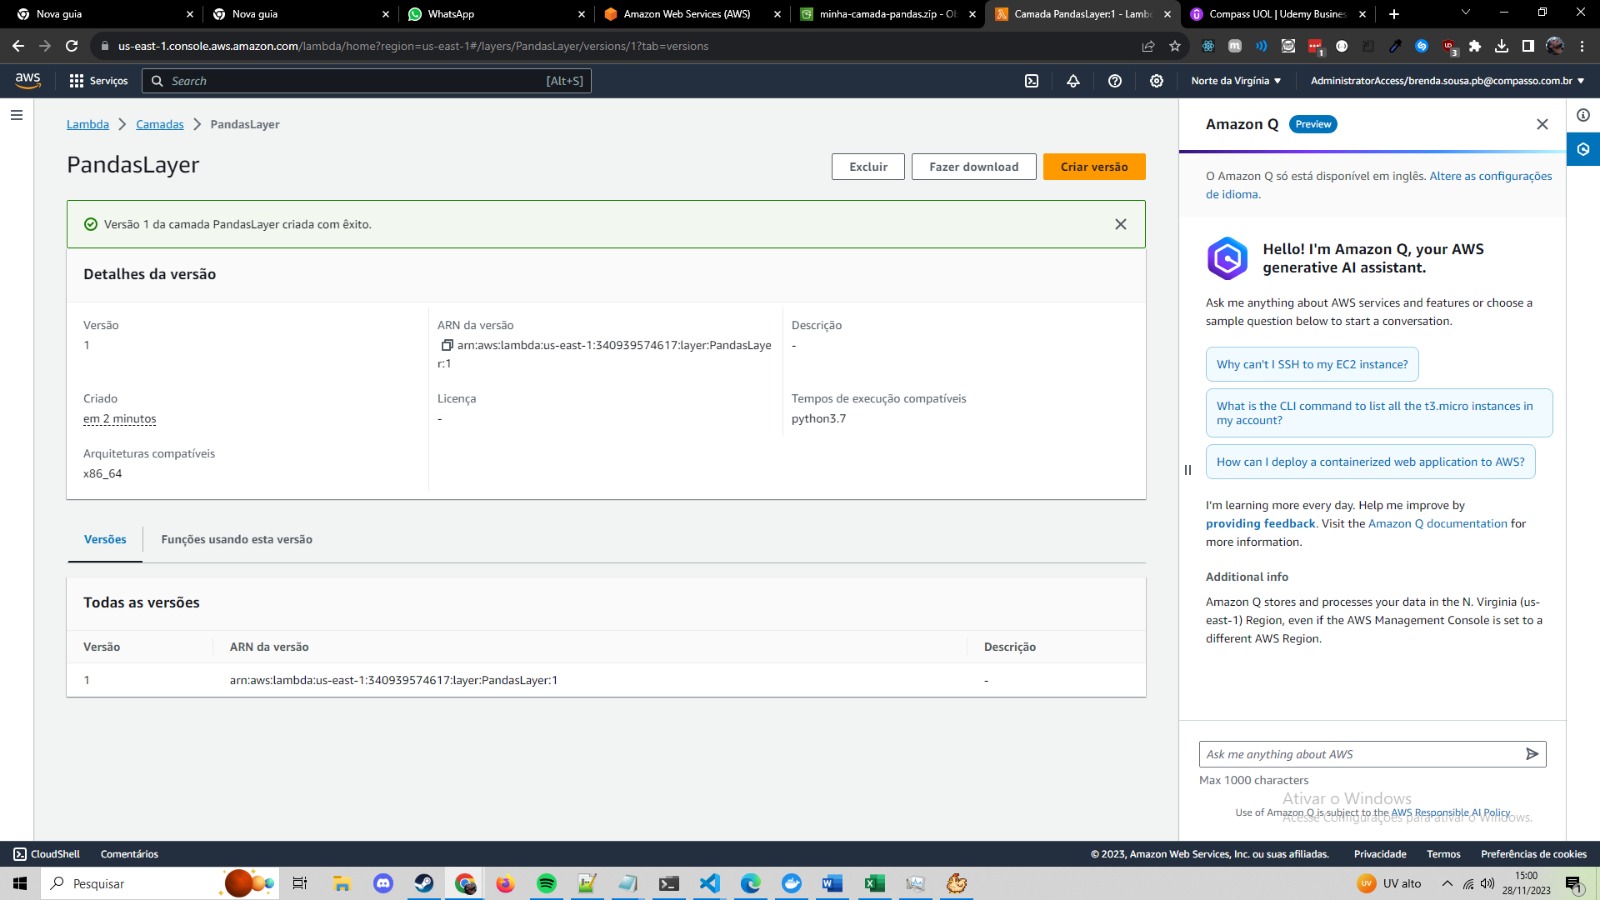 Nova guia
Nova guia
WhatsApp
Amazon Web Services (AWS)
minha-camada-pandas.zip - Ob
Camada PandasLayer:1 - Lamb
Compass UOL | Udemy Busines
us-east-1.console.aws.amazon.com/lambda/home?region=us-east-1#/layers/PandasLayer/versions/1?tab=versions
aws
Serviços
Search
[Alt+S]
Norte da Virgínia
AdministratorAccess/brenda.sousa.pb@compasso.com.br
Lambda
Camadas
PandasLayer
PandasLayer
Excluir
Fazer download
Criar versão
Versão 1 da camada PandasLayer criada com êxito.
Detalhes da versão
Versão
1
ARN da versão
arn:aws:lambda:us-east-1:340939574617:layer:PandasLaye
r:1
Descrição
-
Criado
em 2 minutos
Licença
-
Tempos de execução compatíveis
python3.7
Arquiteturas compatíveis
x86_64
Versões
Funções usando esta versão
Todas as versões
Versão
ARN da versão
Descrição
1
arn:aws:lambda:us-east-1:340939574617:layer:PandasLayer:1
-
Amazon Q
Preview
O Amazon Q só está disponível em inglês. Altere as configurações
de idioma.
Hello! I'm Amazon Q, your AWS
generative AI assistant.
Ask me anything about AWS services and features or choose a
sample question below to start a conversation.
Why can't I SSH to my EC2 instance?
What is the CLI command to list all the t3.micro instances in
my account?
How can I deploy a containerized web application to AWS?
I'm learning more every day. Help me improve by
providing feedback. Visit the Amazon Q documentation for
more information.
Additional info
Amazon Q stores and processes your data in the N. Virginia (us-
east-1) Region, even if the AWS Management Console is set to a
different AWS Region.
Ask me anything about AWS
Max 1000 characters
Ativar o Windows
Use of Amazon Q is subject to the AWS Responsible AI Policy
Acesse Configurações para ativar o Windows.
CloudShell
Comentários
© 2023, Amazon Web Services, Inc. ou suas afiliadas.
Privacidade
Termos
Preferências de cookies
Pesquisar
UV alto
15:00
28/11/2023